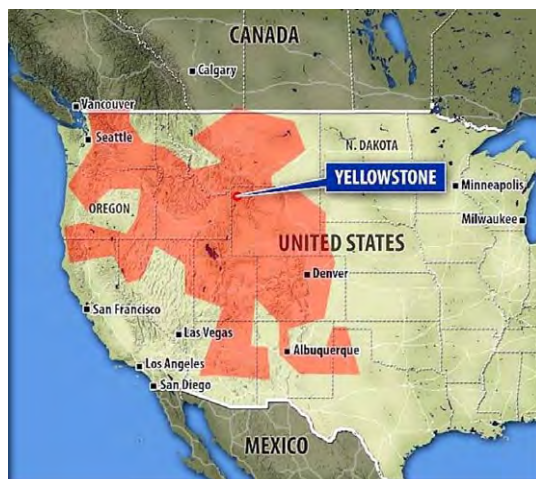 CANADA
Calgary
Vancouver
Seattle
N. DAKOTA
YELLOWSTONE
Minneapolis
OREGON
Milwaukee
UNITED STATES
Denver
San Francisco
Las Vegas
Albuquerque
Los Angeles
San Diego
MEXICO